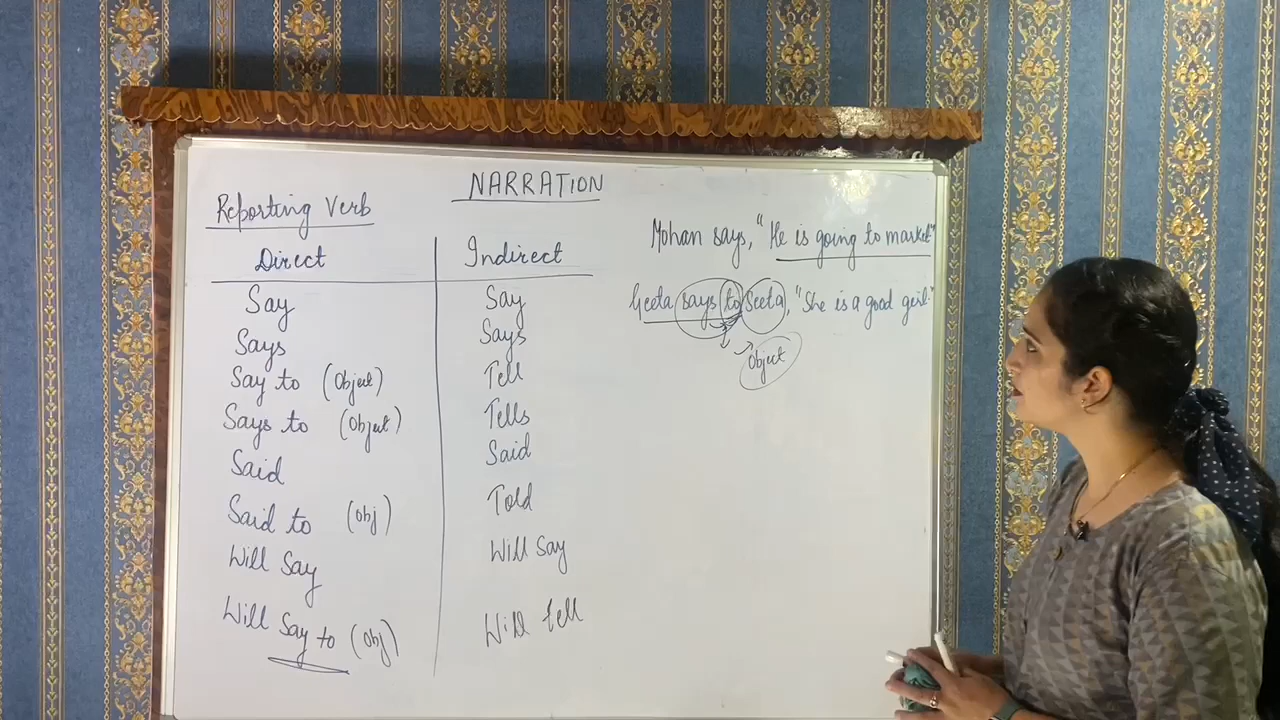 NARRATION
Reporting Verb
Direct Indirect
Say Say
Says Says
Say to (Object) Tell
Says to (Object) Tells
Said Said
Said to (Obj) Told
Will Say Will Say
Will Say to (Obj) Will tell
Mohan says, "He is going to market"
Geeta says to Seeta, "She is a good girl."
Object